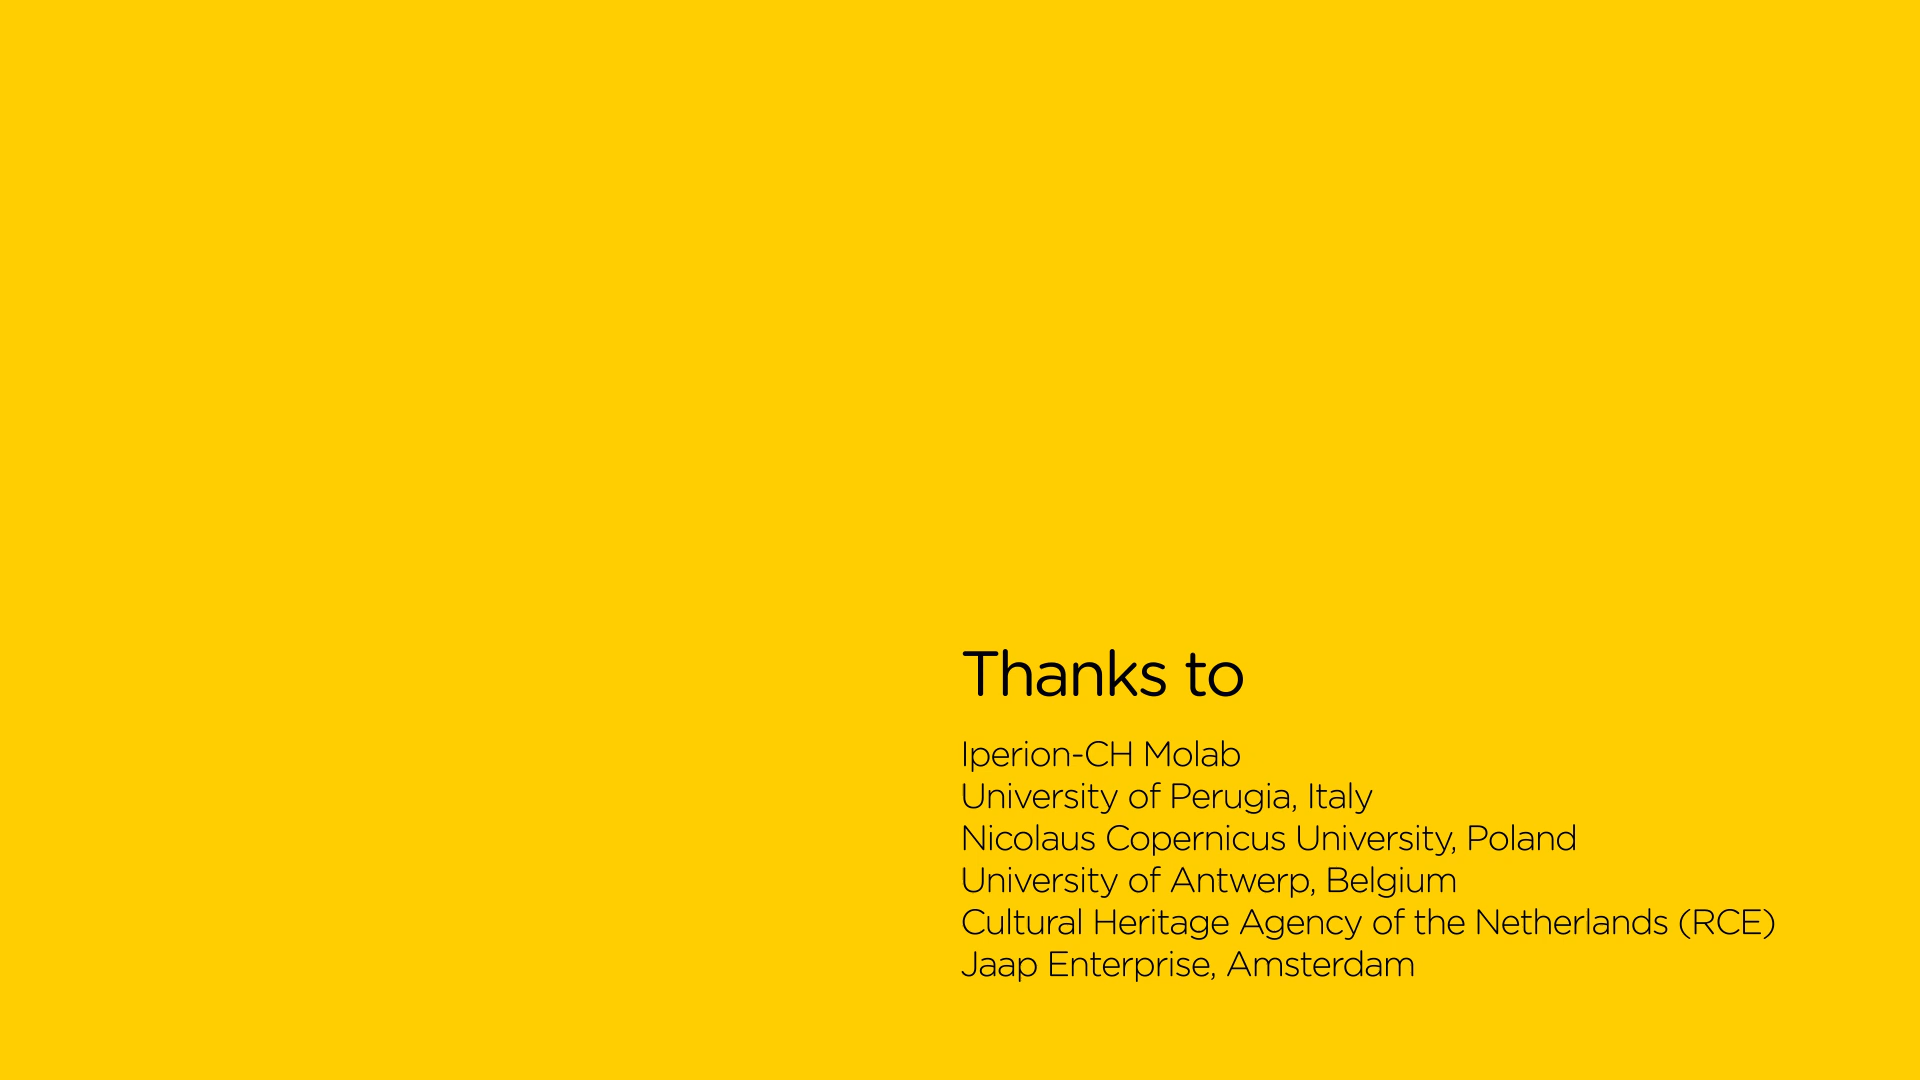 Thanks to
Iperion-CH Molab
University of Perugia, Italy
Nicolaus Copernicus University, Poland
University of Antwerp, Belgium
Cultural Heritage Agency of the Netherlands (RCE)
Jaap Enterprise, Amsterdam